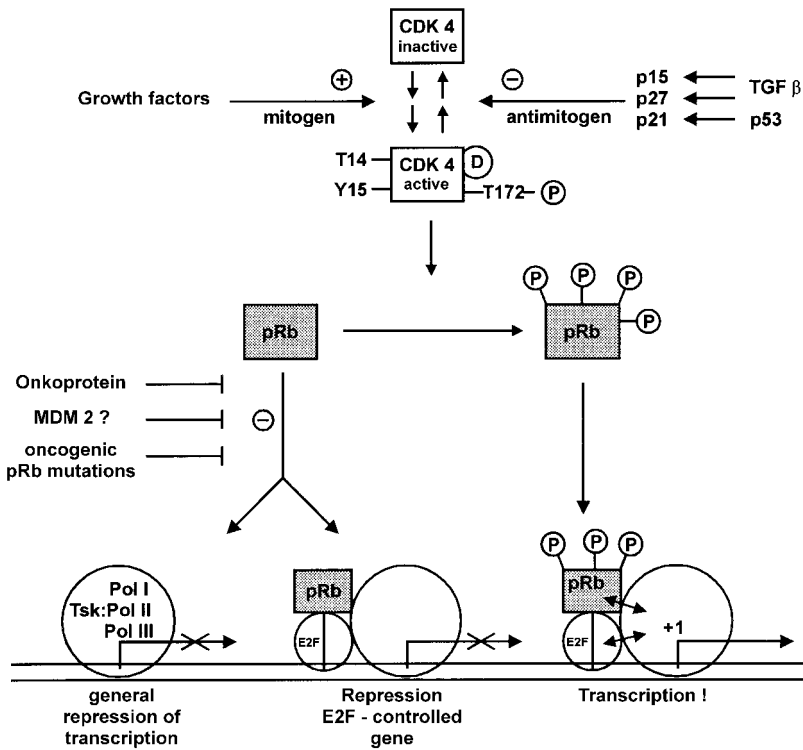 CDK 4
inactive
+
−
Growth factors
mitogen
antimitogen
p15
p27
p21
TGF β
p53
T14
Y15
CDK 4
active
D
T172
P
pRb
P
P
P
P
pRb
Onkoprotein
MDM 2 ?
oncogenic
pRb mutations
−
Pol I
Tsk:Pol II
Pol III
pRb
E2F
P
P
P
pRb
E2F
+1
general
repression of
transcription
Repression
E2F - controlled
gene
Transcription !